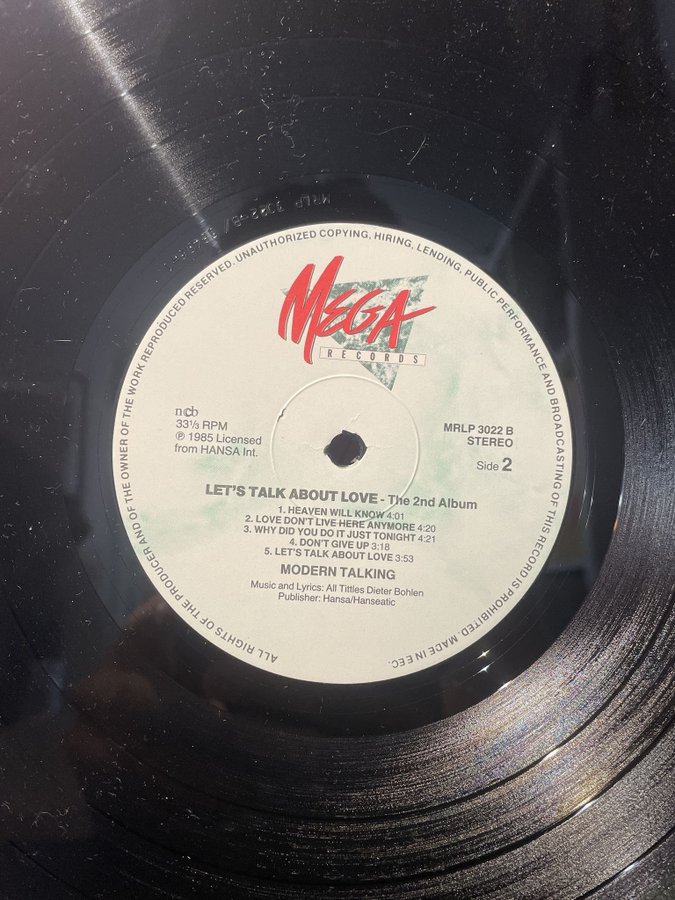 MRLP 3022-B
ALL RIGHTS OF THE PRODUCER AND OF THE OWNER OF THE WORK REPRODUCED RESERVED. UNAUTHORIZED COPYING, HIRING, LENDING, PUBLIC PERFORMANCE AND BROADCASTING OF THIS RECORD IS PROHIBITED. MADE IN EEC.
MEGA
RECORDS
ncb
33⅓ RPM
℗ 1985 Licensed
from HANSA Int.
MRLP 3022 B
STEREO
Side 2
LET'S TALK ABOUT LOVE - The 2nd Album
1. HEAVEN WILL KNOW 4:01
2. LOVE DON'T LIVE HERE ANYMORE 4:20
3. WHY DID YOU DO IT JUST TONIGHT 4:21
4. DON'T GIVE UP 3:18
5. LET'S TALK ABOUT LOVE 3:53
MODERN TALKING
Music and Lyrics: All Tittles Dieter Bohlen
Publisher: Hansa/Hanseatic